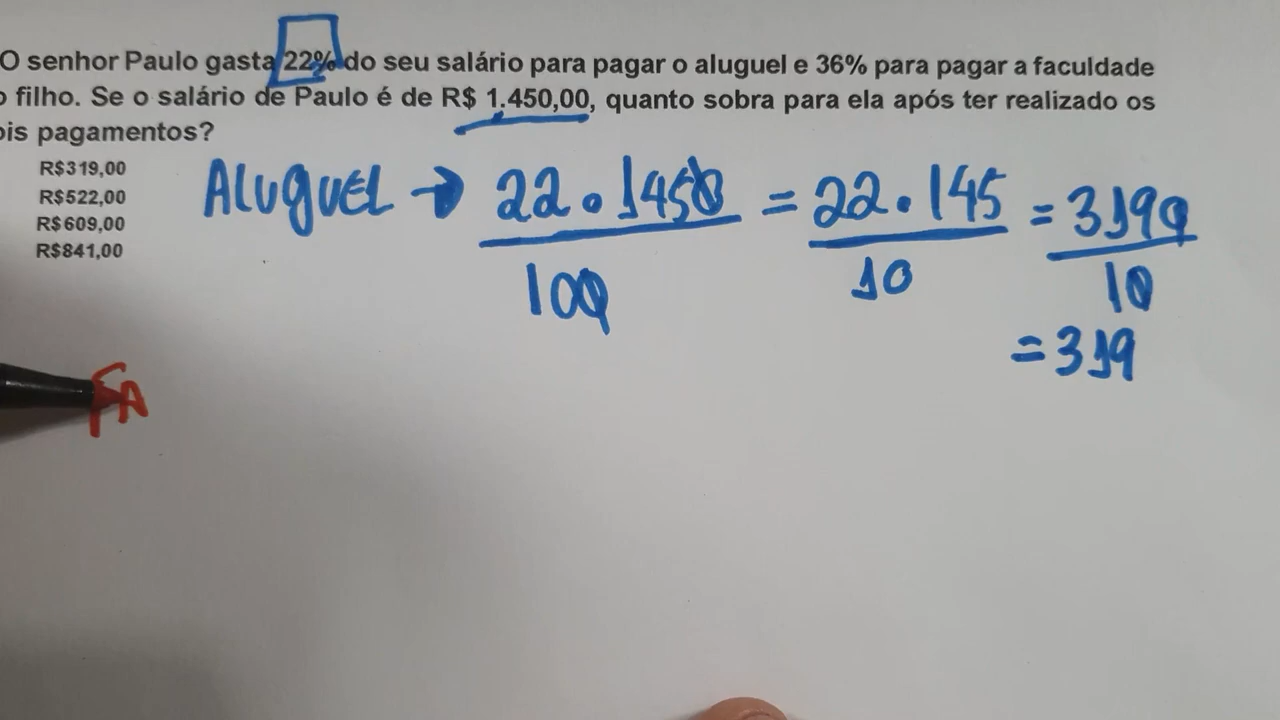 O senhor Paulo gasta 22% do seu salário para pagar o aluguel e 36% para pagar a faculdade
o filho. Se o salário de Paulo é de R$ 1.450,00, quanto sobra para ela após ter realizado os
ois pagamentos?
R$319,00
R$522,00
R$609,00
R$841,00
ALUGUEL → 22.1450 = 22.145 = 3190
100 10 10
= 319
FA